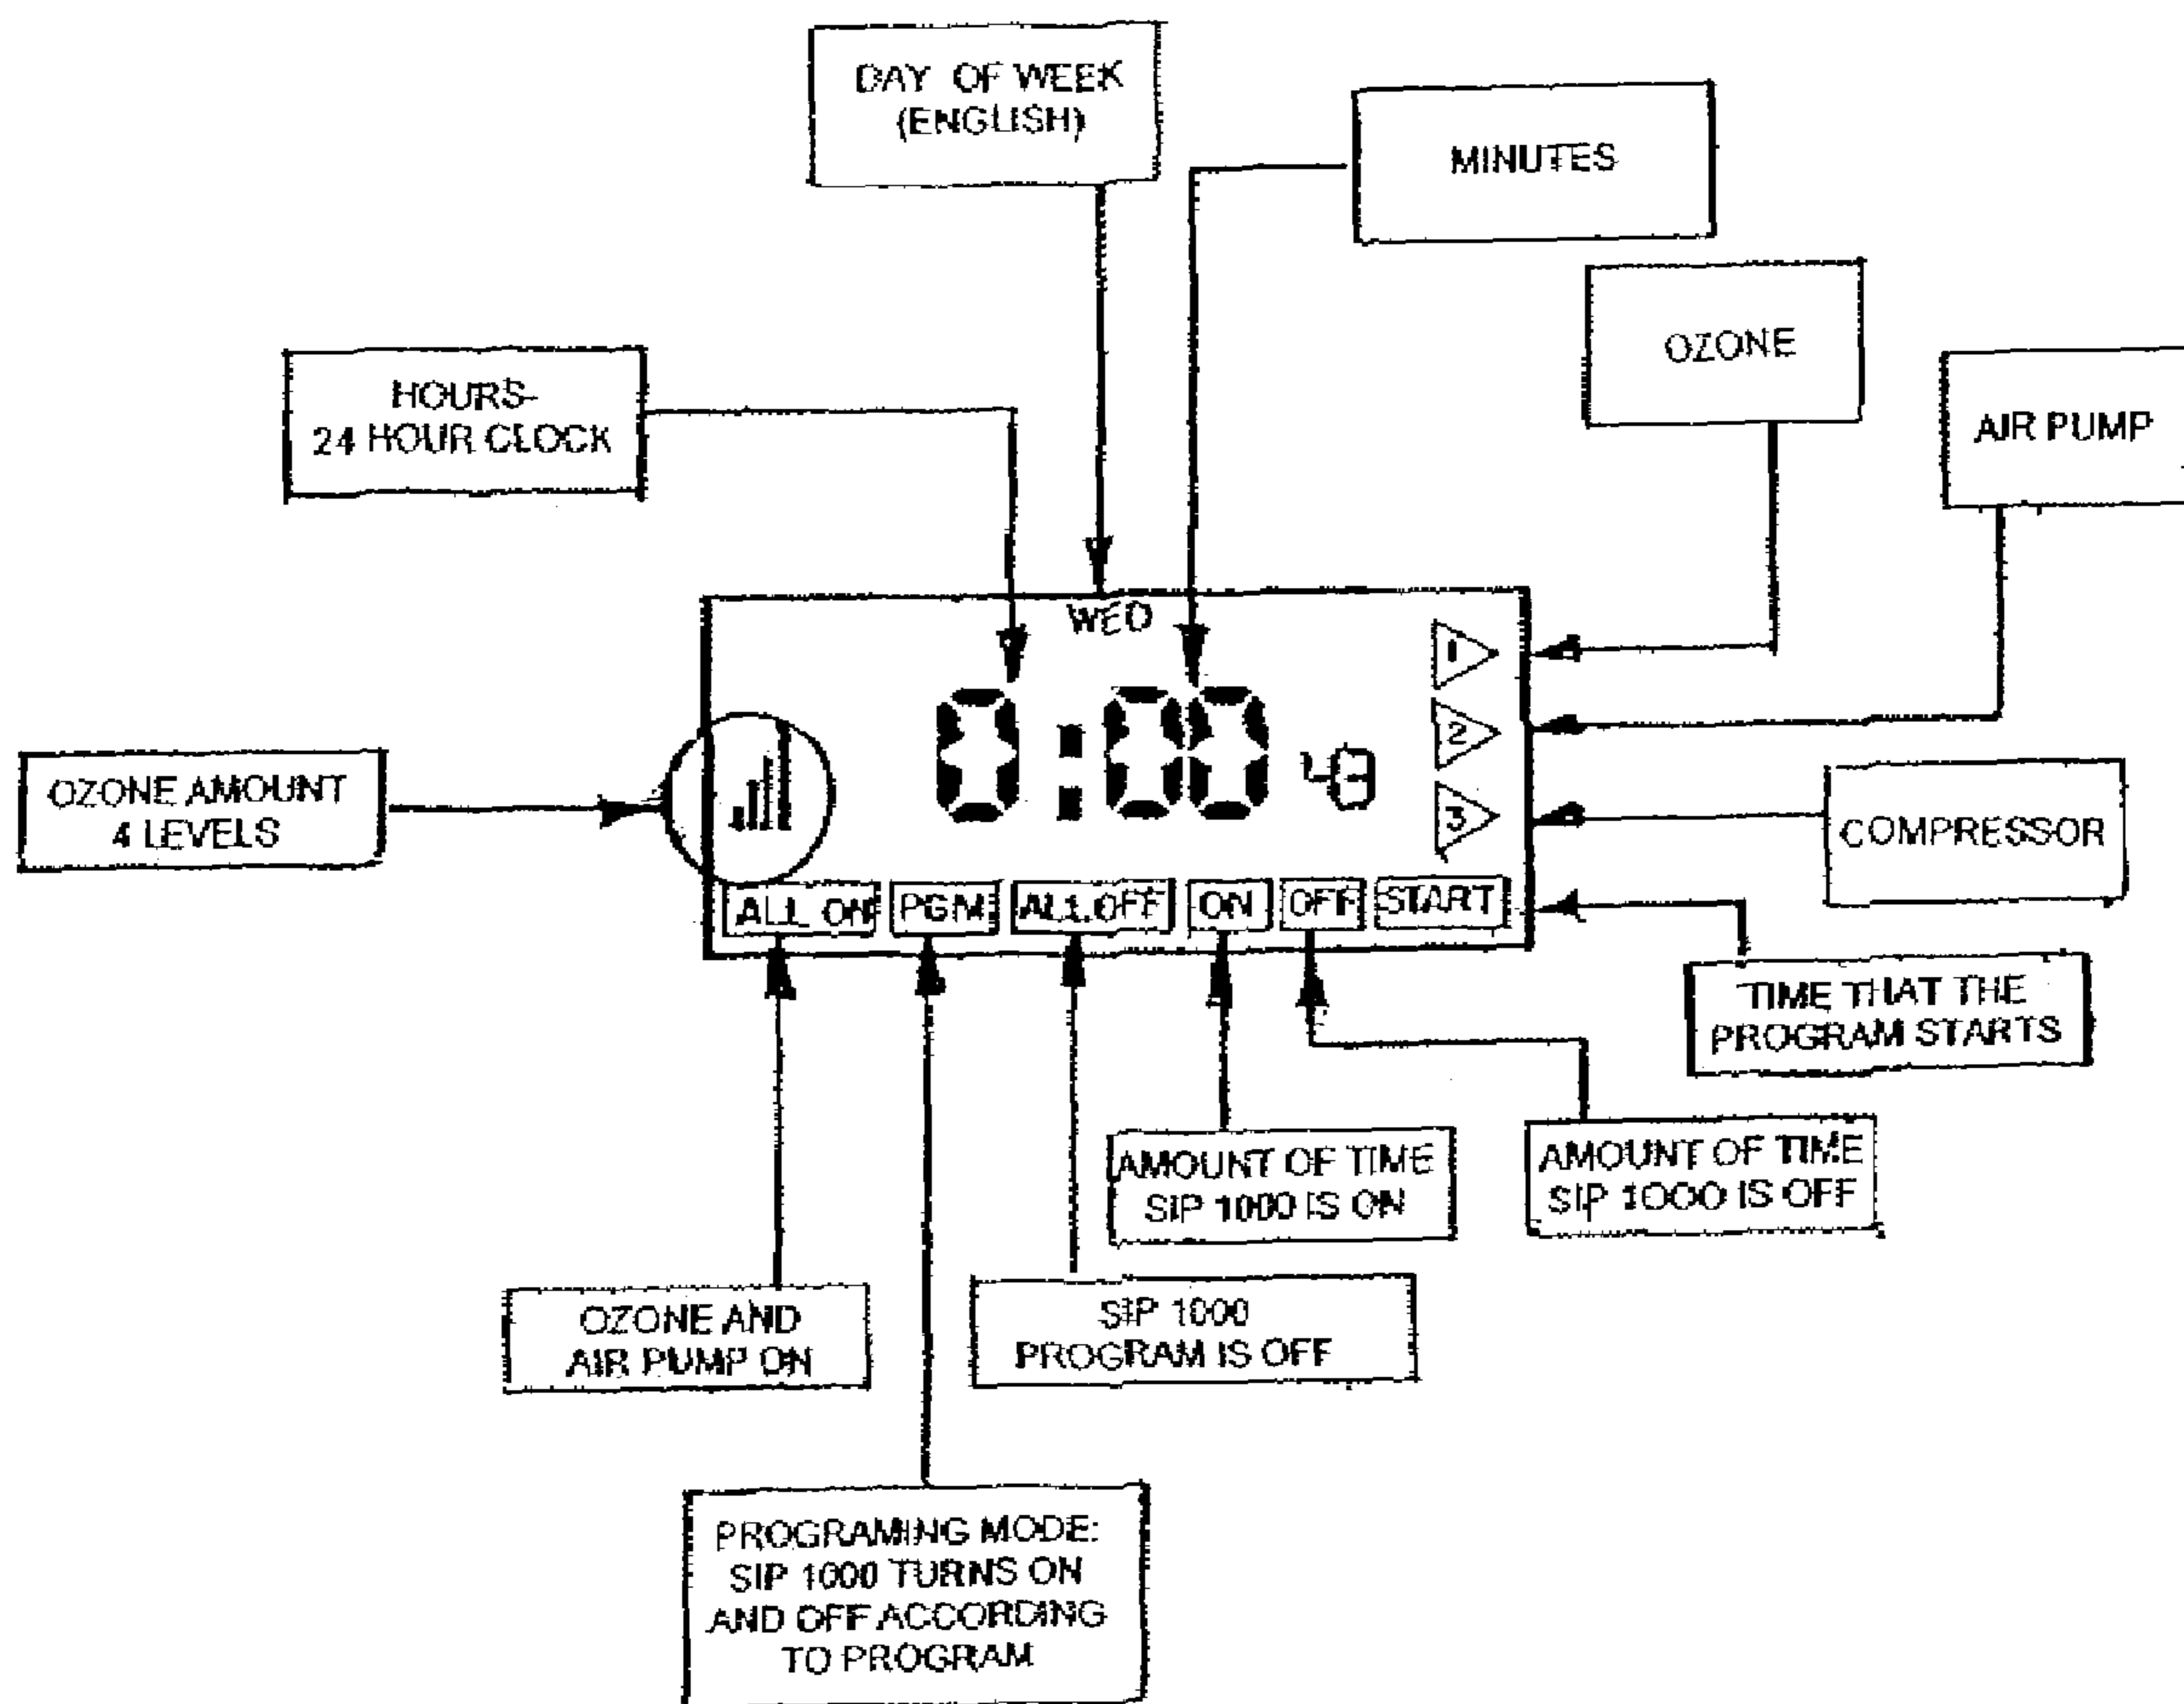 DAY OF WEEK
(ENGLISH)
MINUTES
OZONE
AIR PUMP
HOURS-
24 HOUR CLOCK
WED
0:00
1
2
3
OZONE AMOUNT
4 LEVELS
COMPRESSOR
ALL ON PGM ALL OFF ON OFF START
TIME THAT THE
PROGRAM STARTS
AMOUNT OF TIME
SIP 1000 IS ON
AMOUNT OF TIME
SIP 1000 IS OFF
OZONE AND
AIR PUMP ON
SIP 1000
PROGRAM IS OFF
PROGRAMING MODE:
SIP 1000 TURNS ON
AND OFF ACCORDING
TO PROGRAM